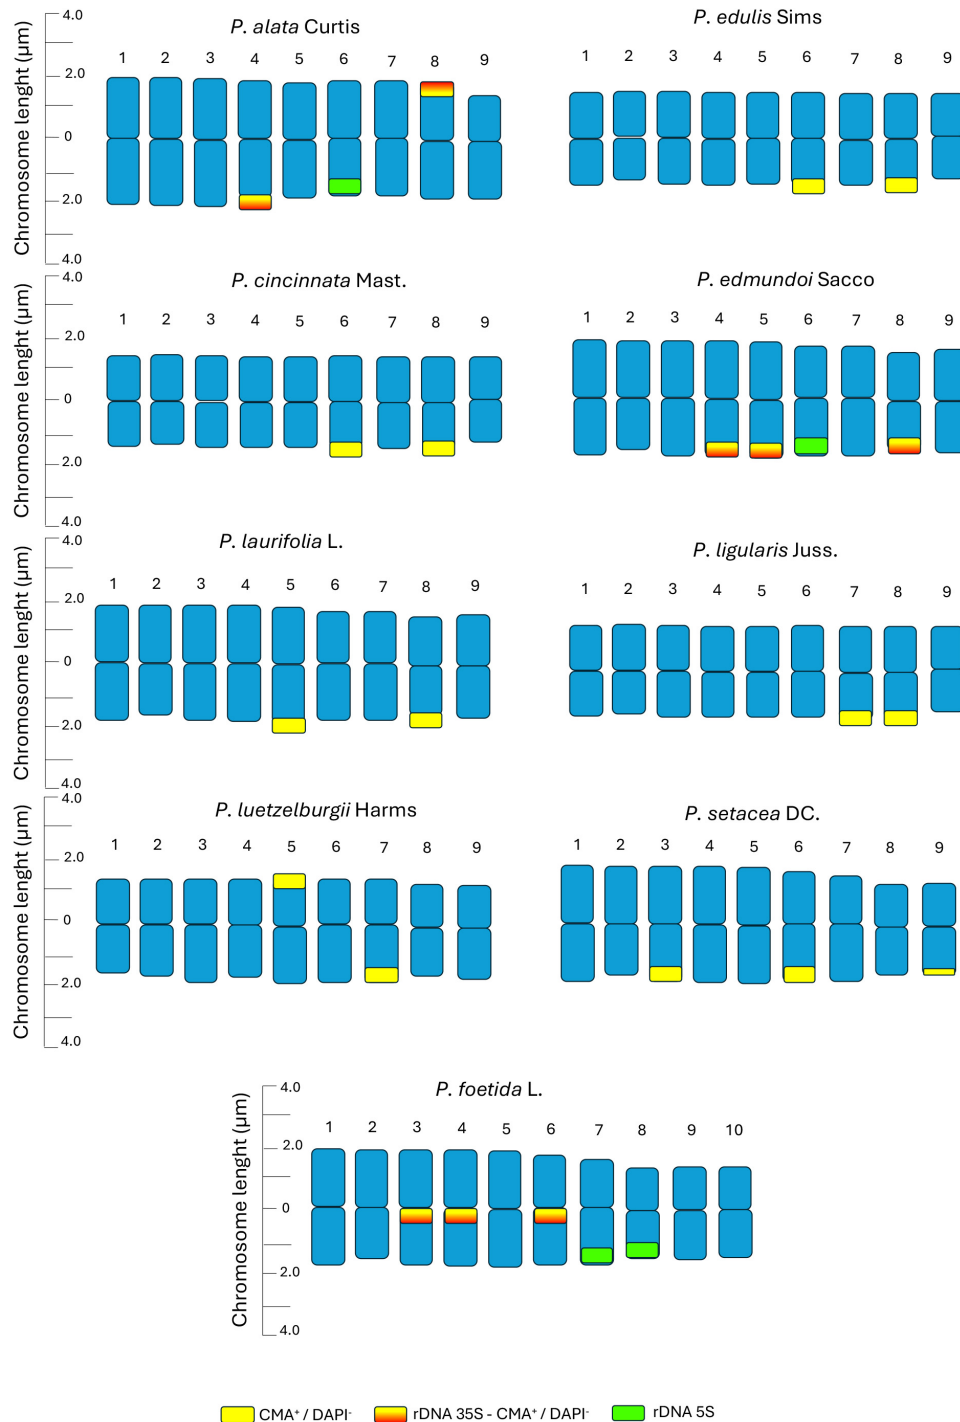 P. alata Curtis
1 2 3 4 5 6 7 8 9
Chromosome lenght (µm)
4.0
2.0
0
2.0
4.0
P. edulis Sims
1 2 3 4 5 6 7 8 9
P. cincinnata Mast.
1 2 3 4 5 6 7 8 9
Chromosome lenght (µm)
4.0
2.0
0
2.0
4.0
P. edmundoi Sacco
1 2 3 4 5 6 7 8 9
P. laurifolia L.
1 2 3 4 5 6 7 8 9
Chromosome lenght (µm)
4.0
2.0
0
2.0
4.0
P. ligularis Juss.
1 2 3 4 5 6 7 8 9
P. luetzelburgii Harms
1 2 3 4 5 6 7 8 9
Chromosome lenght (µm)
4.0
2.0
0
2.0
4.0
P. setacea DC.
1 2 3 4 5 6 7 8 9
P. foetida L.
1 2 3 4 5 6 7 8 9 10
Chromosome lenght (µm)
4.0
2.0
0
2.0
4.0
CMA⁺ / DAPI⁻
rDNA 35S - CMA⁺ / DAPI⁻
rDNA 5S